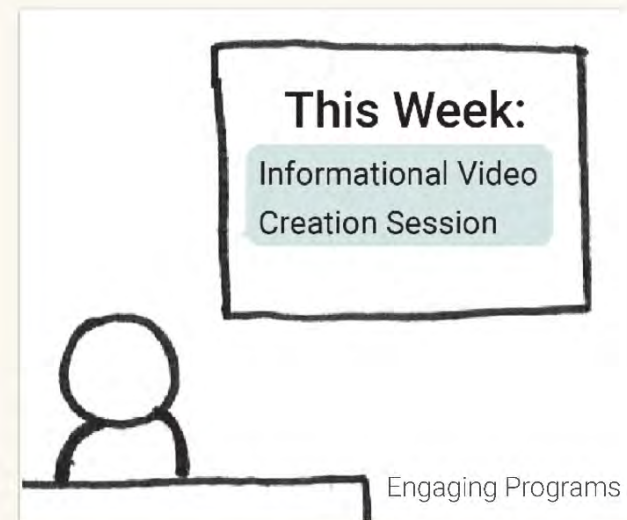 This Week:
Informational Video
Creation Session
Engaging Programs